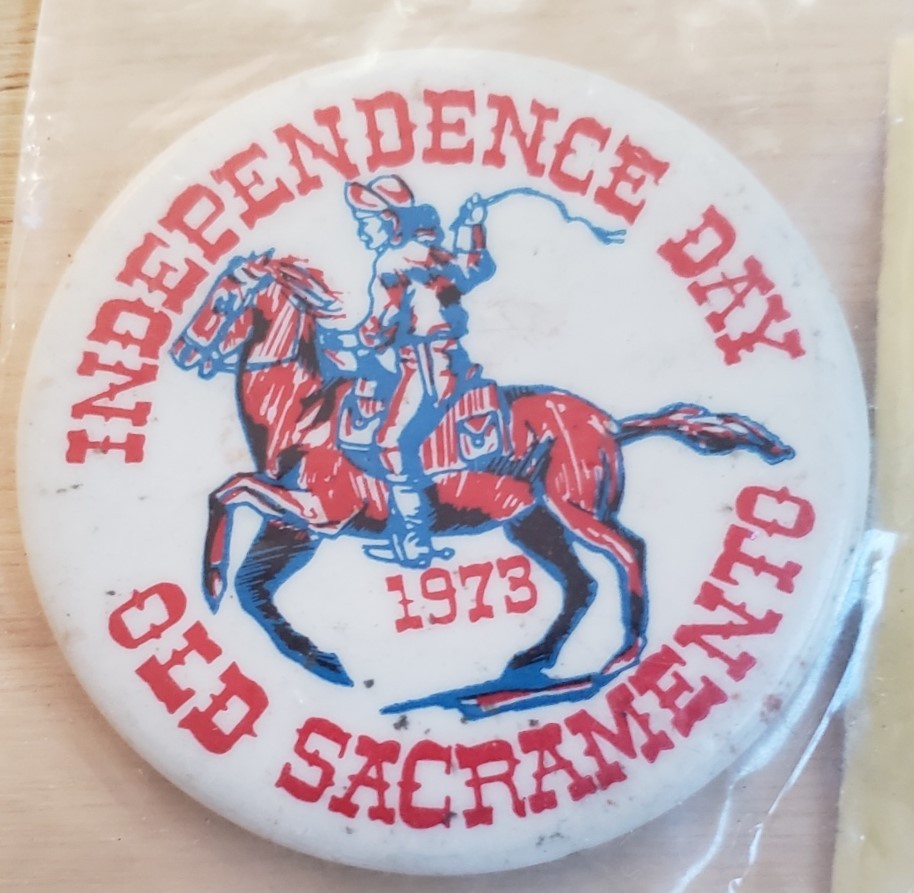 INDEPENDENCE DAY
1973
OLD SACRAMENTO